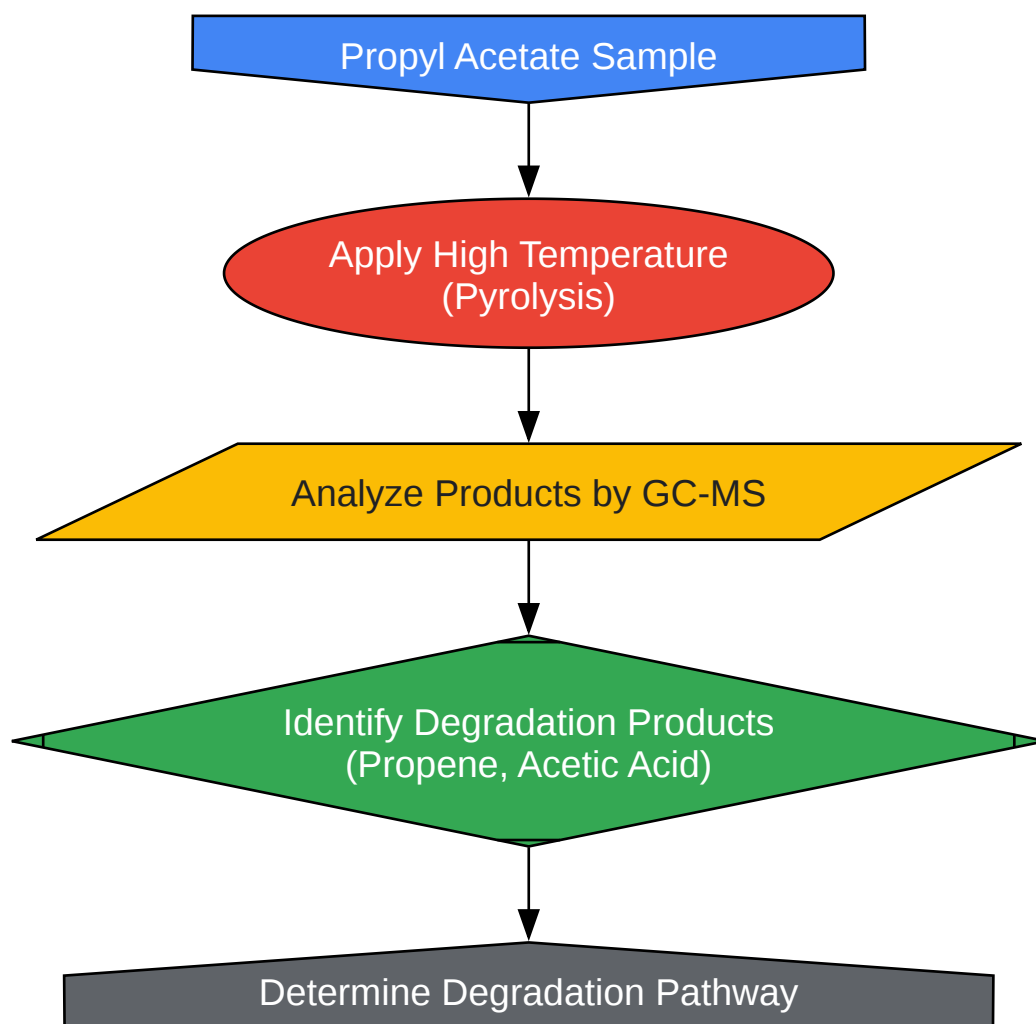 Propyl Acetate Sample
Apply High Temperature
(Pyrolysis)
Analyze Products by GC-MS
Identify Degradation Products
(Propene, Acetic Acid)
Determine Degradation Pathway